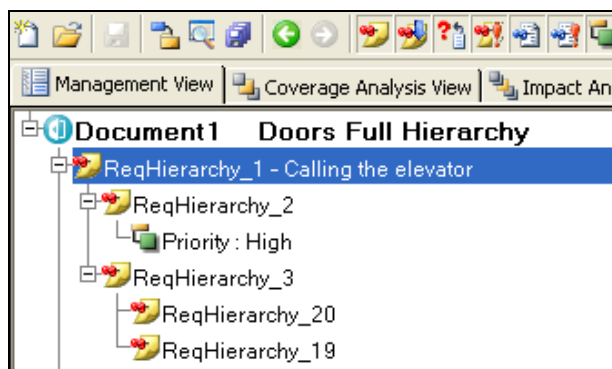 Management View Coverage Analysis View Impact An
Document1 Doors Full Hierarchy
ReqHierarchy_1 - Calling the elevator
ReqHierarchy_2
Priority : High
ReqHierarchy_3
ReqHierarchy_20
ReqHierarchy_19